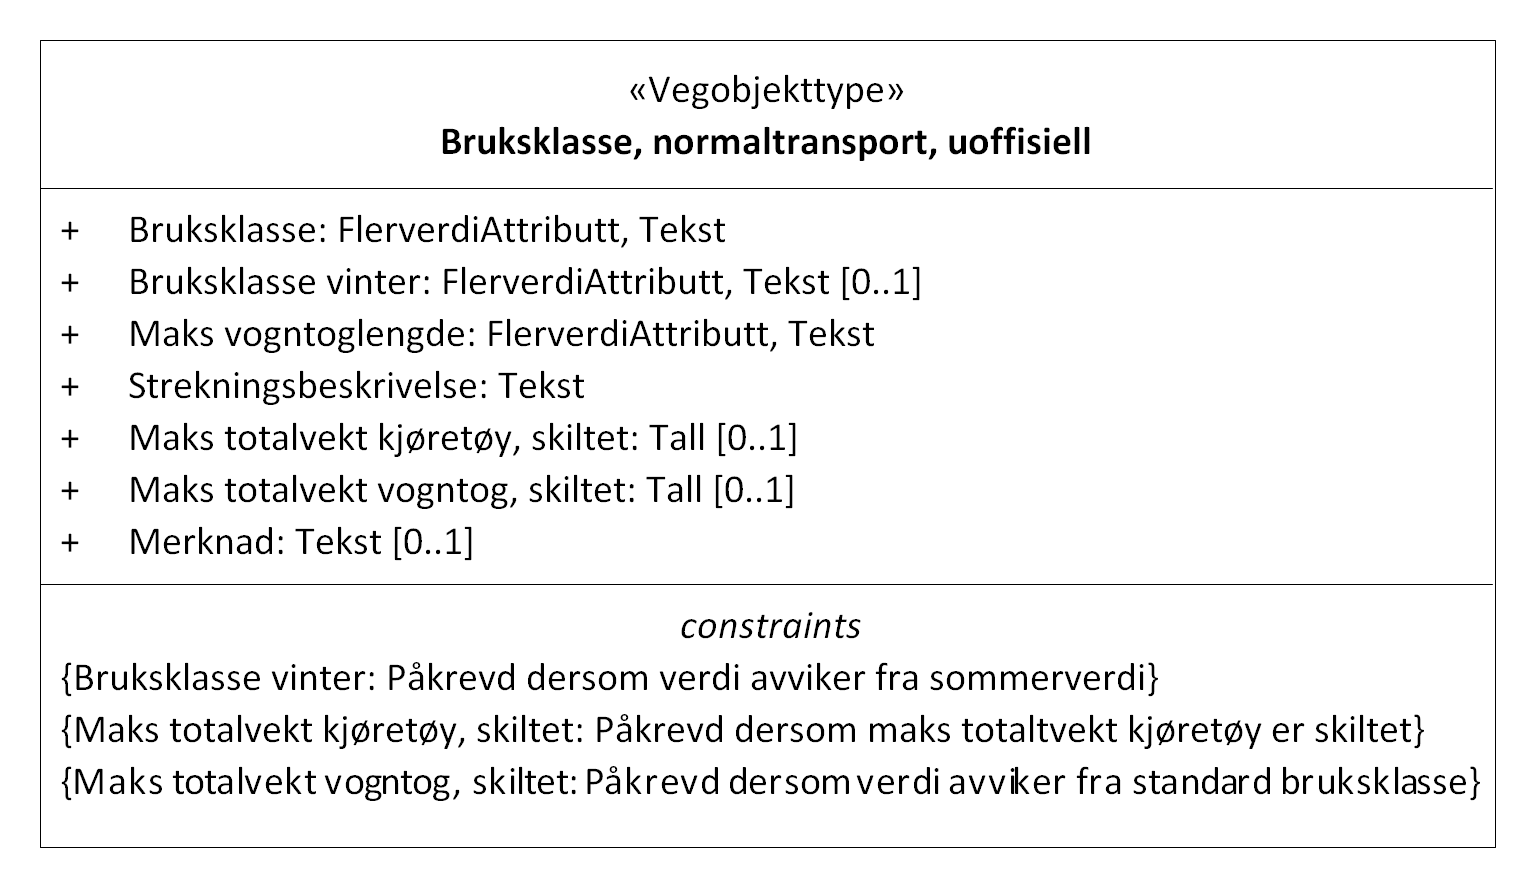 «Vegobjekttype»
Bruksklasse, normaltransport, uoffisiell
+ Bruksklasse: FlerverdiAttributt, Tekst
+ Bruksklasse vinter: FlerverdiAttributt, Tekst [0..1]
+ Maks vogntoglengde: FlerverdiAttributt, Tekst
+ Strekningsbeskrivelse: Tekst
+ Maks totalvekt kjøretøy, skiltet: Tall [0..1]
+ Maks totalvekt vogntog, skiltet: Tall [0..1]
+ Merknad: Tekst [0..1]
constraints
{Bruksklasse vinter: Påkrevd dersom verdi avviker fra sommerverdi}
{Maks totalvekt kjøretøy, skiltet: Påkrevd dersom maks totaltvekt kjøretøy er skiltet}
{Maks totalvekt vogntog, skiltet: Påkrevd dersom verdi avviker fra standard bruksklasse}